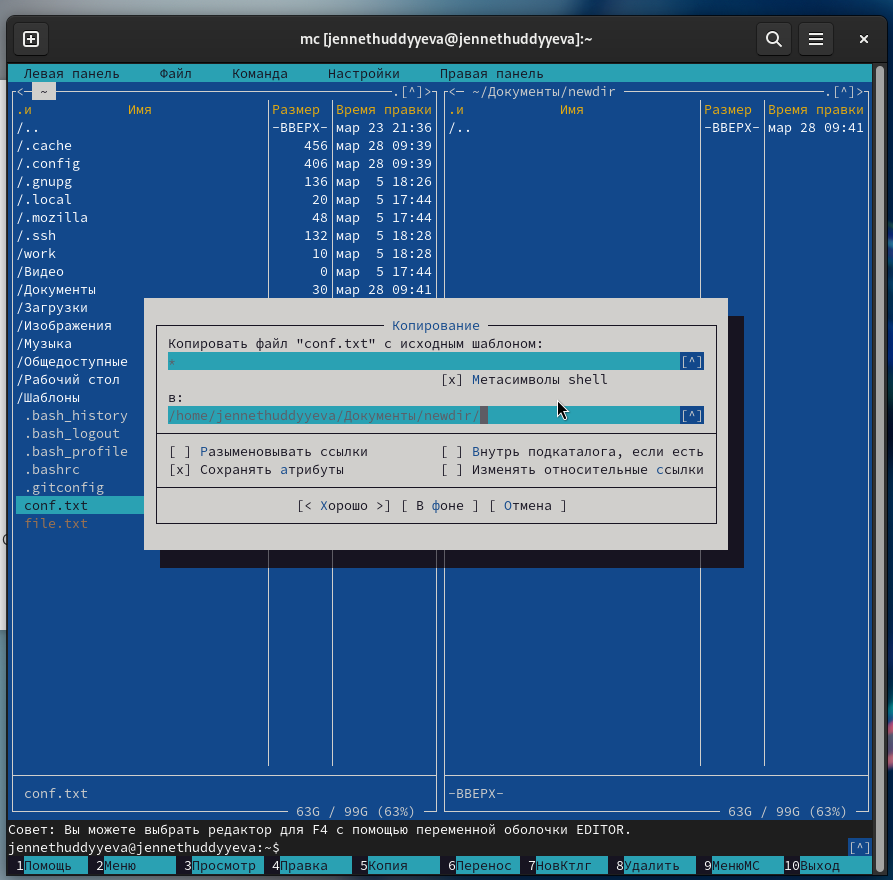 mc [jennethuddyyeva@jennethuddyyeva]:~
Левая панель Файл Команда Настройки Правая панель
<- ~ .[^]> <- ~/Документы/newdir .[^]>
.и Имя Размер Время правки .и Имя Размер Время правки
/.. -ВВЕРХ- мар 23 21:36 /.. -ВВЕРХ- мар 28 09:41
/.cache 456 мар 28 09:39
/.config 406 мар 28 09:39
/.gnupg 136 мар 5 18:26
/.local 20 мар 5 17:44
/.mozilla 48 мар 5 17:44
/.ssh 132 мар 5 18:28
/work 10 мар 5 18:28
/Видео 0 мар 5 17:44
/Документы 30 мар 28 09:41
/Загрузки
/Изображения
/Музыка
/Общедоступные
/Рабочий стол
/Шаблоны
.bash_history
.bash_logout
.bash_profile
.bashrc
.gitconfig
conf.txt
file.txt
Копирование
Копировать файл "conf.txt" с исходным шаблоном:
* [^]
[x] Метасимволы shell
в:
/home/jennethuddyyeva/Документы/newdir/ [^]
[ ] Разыменовывать ссылки [ ] Внутрь подкаталога, если есть
[x] Сохранять атрибуты [ ] Изменять относительные ссылки
[< Хорошо >] [ В фоне ] [ Отмена ]
conf.txt -ВВЕРХ-
63G / 99G (63%) 63G / 99G (63%)
Совет: Вы можете выбрать редактор для F4 с помощью переменной оболочки EDITOR.
jennethuddyyeva@jennethuddyyeva:~$ [^]
1Помощь 2Меню 3Просмотр 4Правка 5Копия 6Перенос 7НовКтлг 8Удалить 9МенюМС 10Выход